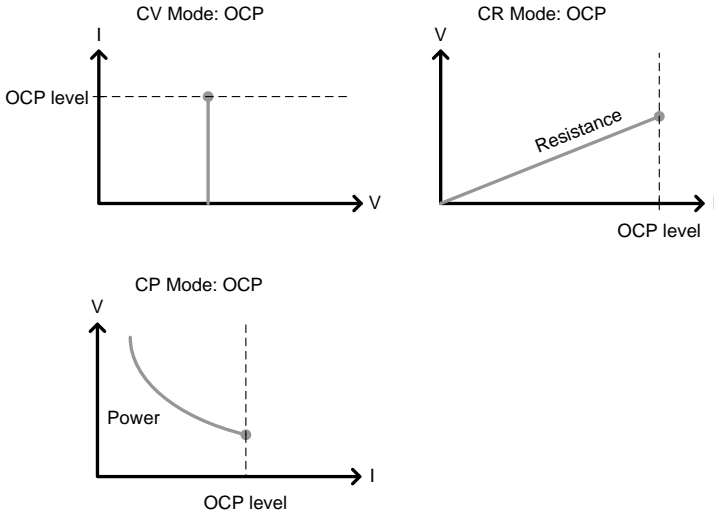 CV Mode: OCP
I
OCP level
V
CR Mode: OCP
V
Resistance
I
OCP level
CP Mode: OCP
V
Power
I
OCP level